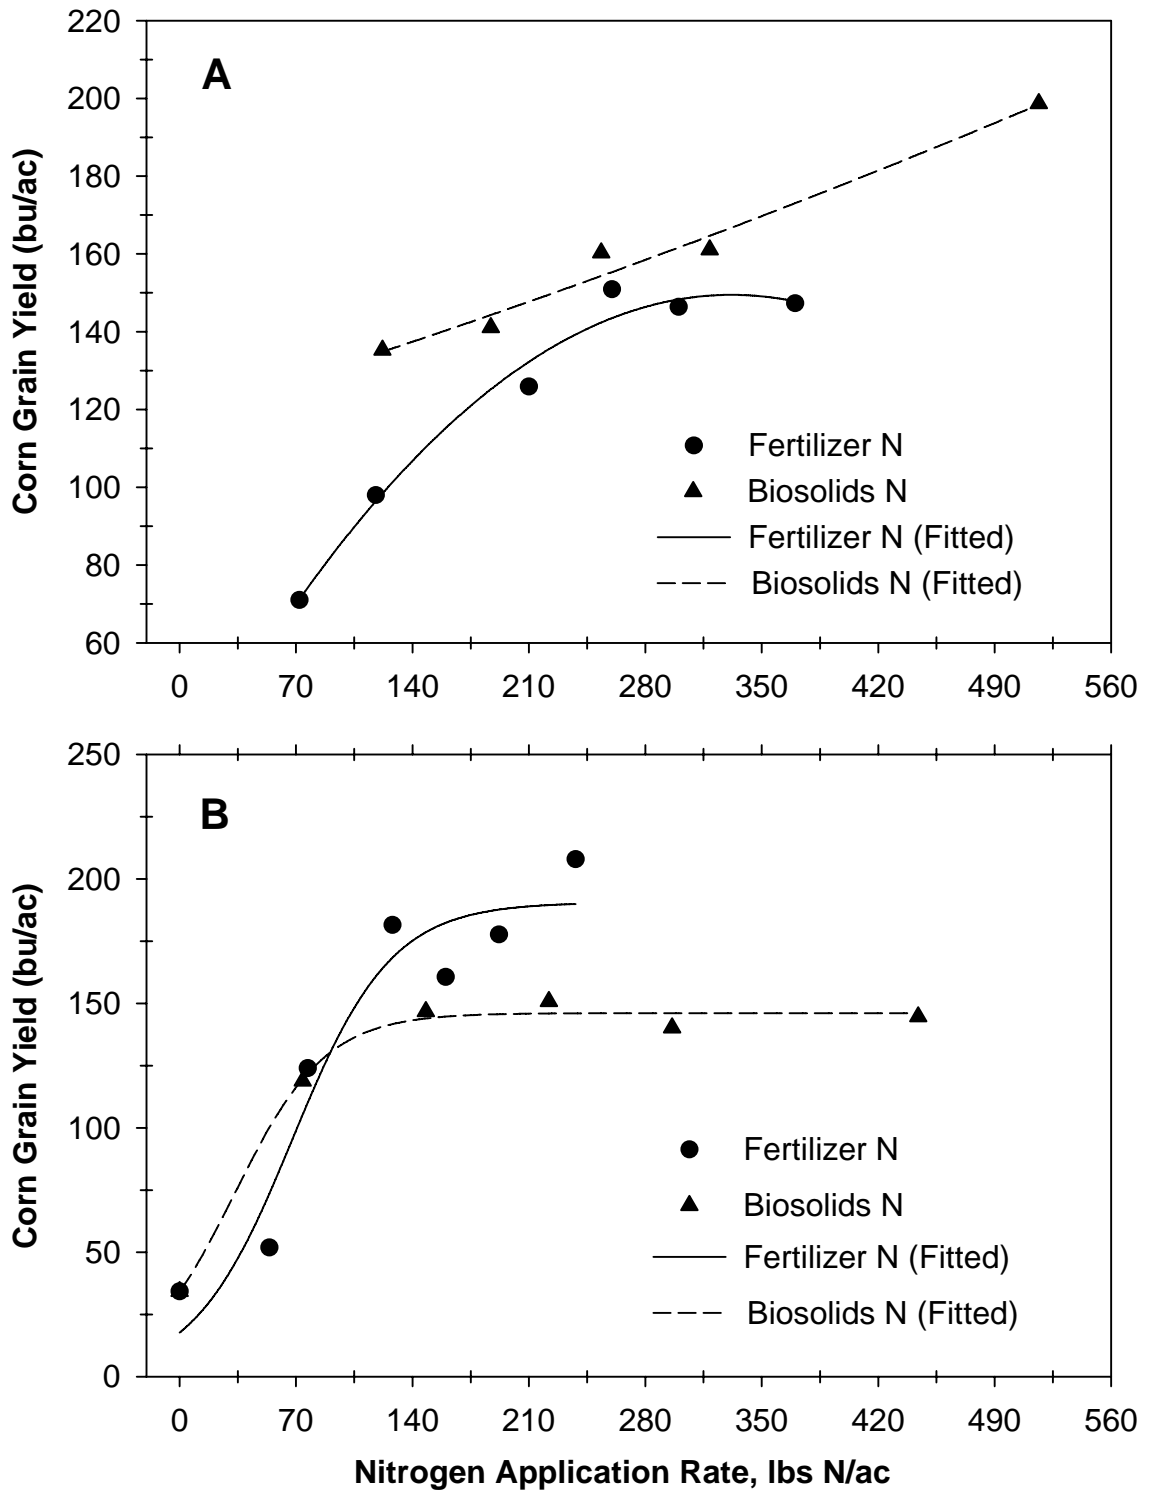 220
200
180
160
140
120
100
80
60
Corn Grain Yield (bu/ac)
A
Fertilizer N
Biosolids N
Fertilizer N (Fitted)
Biosolids N (Fitted)
0 70 140 210 280 350 420 490 560
250
200
150
100
50
0
Corn Grain Yield (bu/ac)
B
Fertilizer N
Biosolids N
Fertilizer N (Fitted)
Biosolids N (Fitted)
0 70 140 210 280 350 420 490 560
Nitrogen Application Rate, lbs N/ac